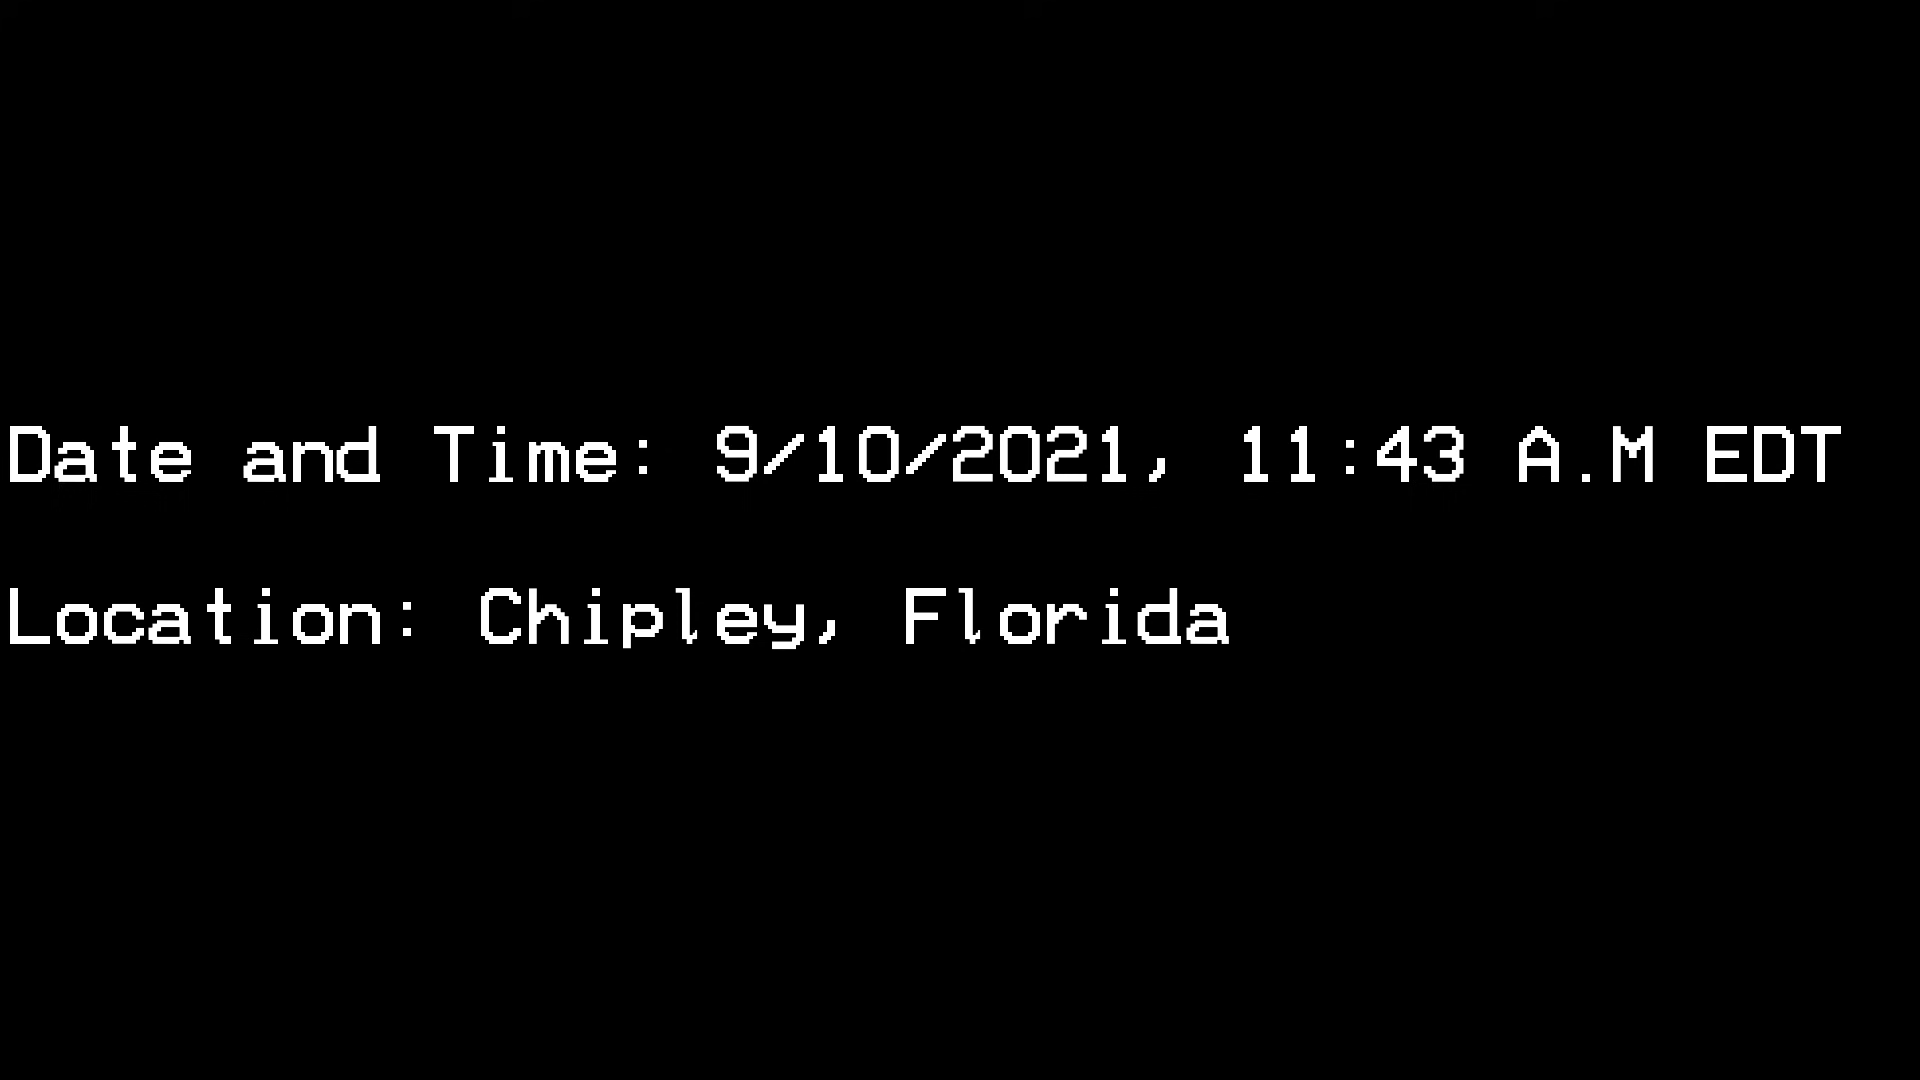 Date and Time: 9/10/2021, 11:43 A.M EDT
Location: Chipley, Florida